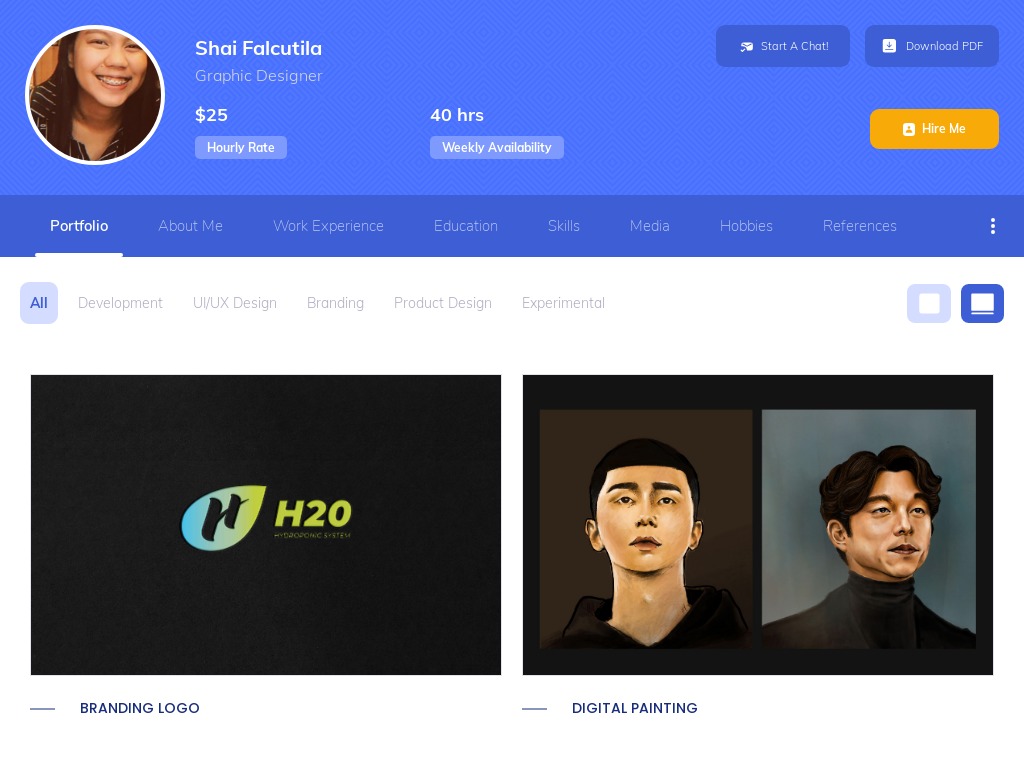 Shai Falcutila
Graphic Designer
$25
Hourly Rate
40 hrs
Weekly Availability
Start A Chat!
Download PDF
Hire Me
Portfolio
About Me
Work Experience
Education
Skills
Media
Hobbies
References
All
Development
UI/UX Design
Branding
Product Design
Experimental
H
H20
HYDROPONIC SYSTEM
BRANDING LOGO
DIGITAL PAINTING